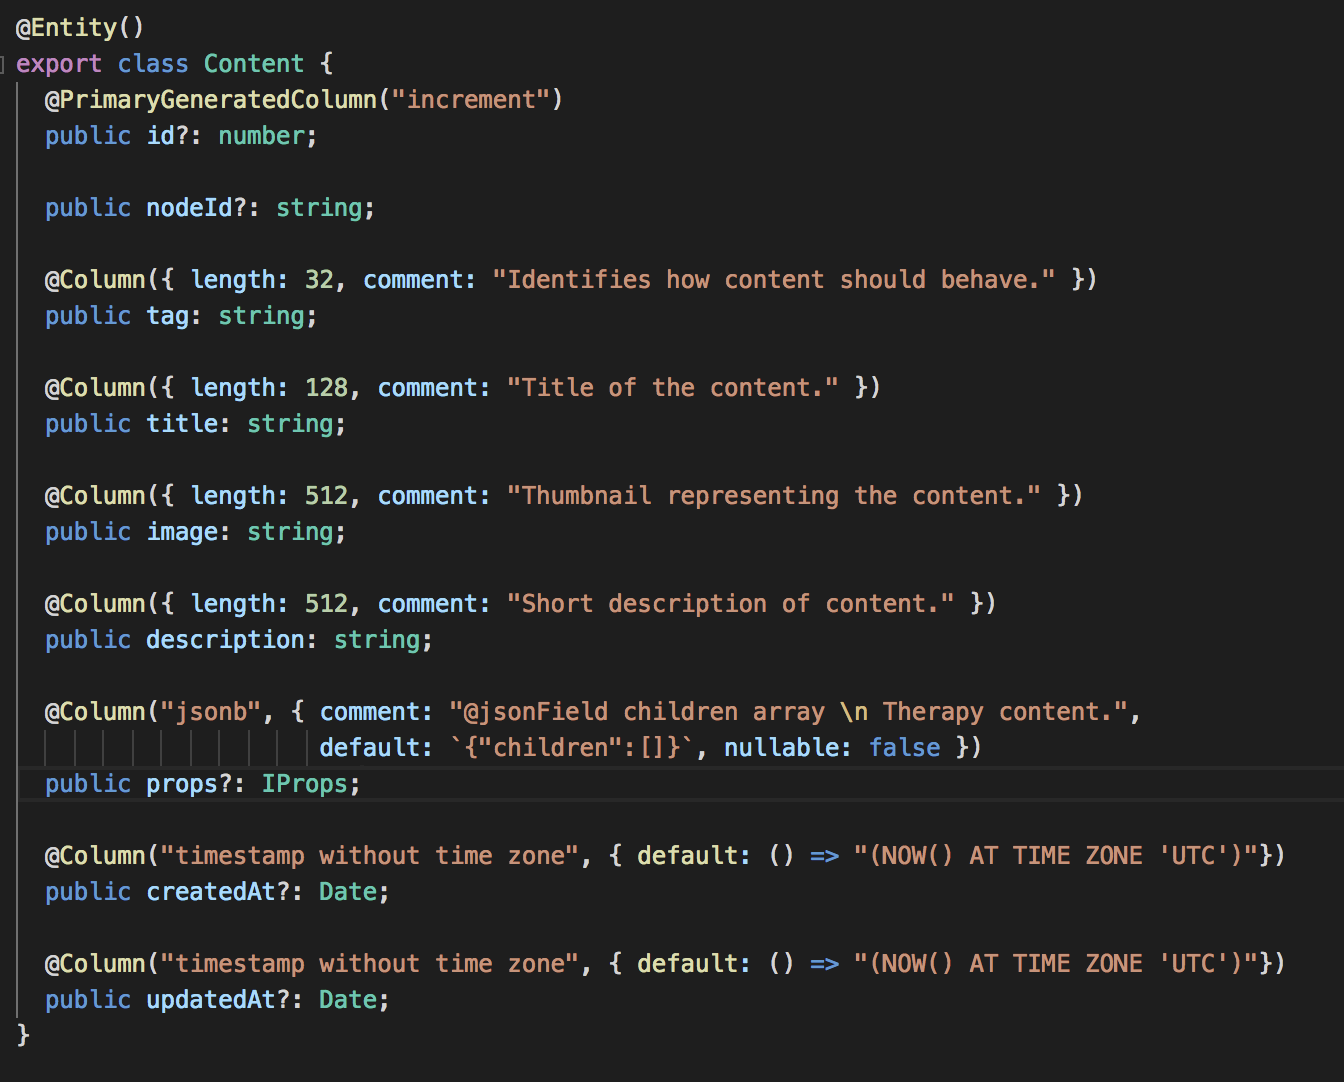 @Entity()
export class Content {
@PrimaryGeneratedColumn("increment")
public id?: number;
public nodeId?: string;
@Column({ length: 32, comment: "Identifies how content should behave." })
public tag: string;
@Column({ length: 128, comment: "Title of the content." })
public title: string;
@Column({ length: 512, comment: "Thumbnail representing the content." })
public image: string;
@Column({ length: 512, comment: "Short description of content." })
public description: string;
@Column("jsonb", { comment: "@jsonField children array \n Therapy content.",
default: `{"children":[]}`, nullable: false })
public props?: IProps;
@Column("timestamp without time zone", { default: () => "(NOW() AT TIME ZONE 'UTC')"})
public createdAt?: Date;
@Column("timestamp without time zone", { default: () => "(NOW() AT TIME ZONE 'UTC')"})
public updatedAt?: Date;
}